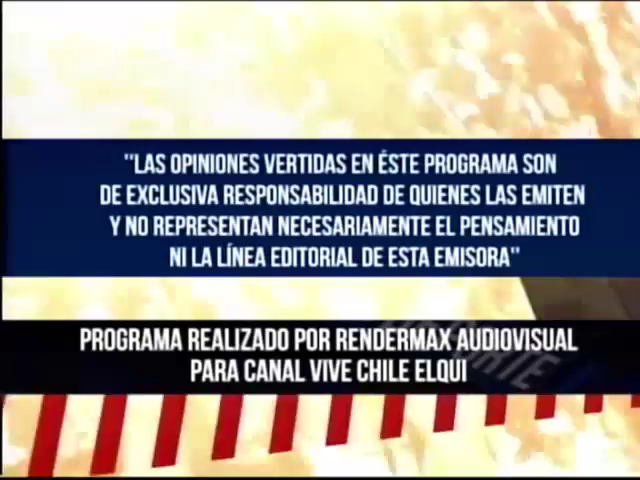 "LAS OPINIONES VERTIDAS EN ÉSTE PROGRAMA SON
DE EXCLUSIVA RESPONSABILIDAD DE QUIENES LAS EMITEN
Y NO REPRESENTAN NECESARIAMENTE EL PENSAMIENTO
NI LA LÍNEA EDITORIAL DE ESTA EMISORA"
PROGRAMA REALIZADO POR RENDERMAX AUDIOVISUAL
PARA CANAL VIVE CHILE ELQUI